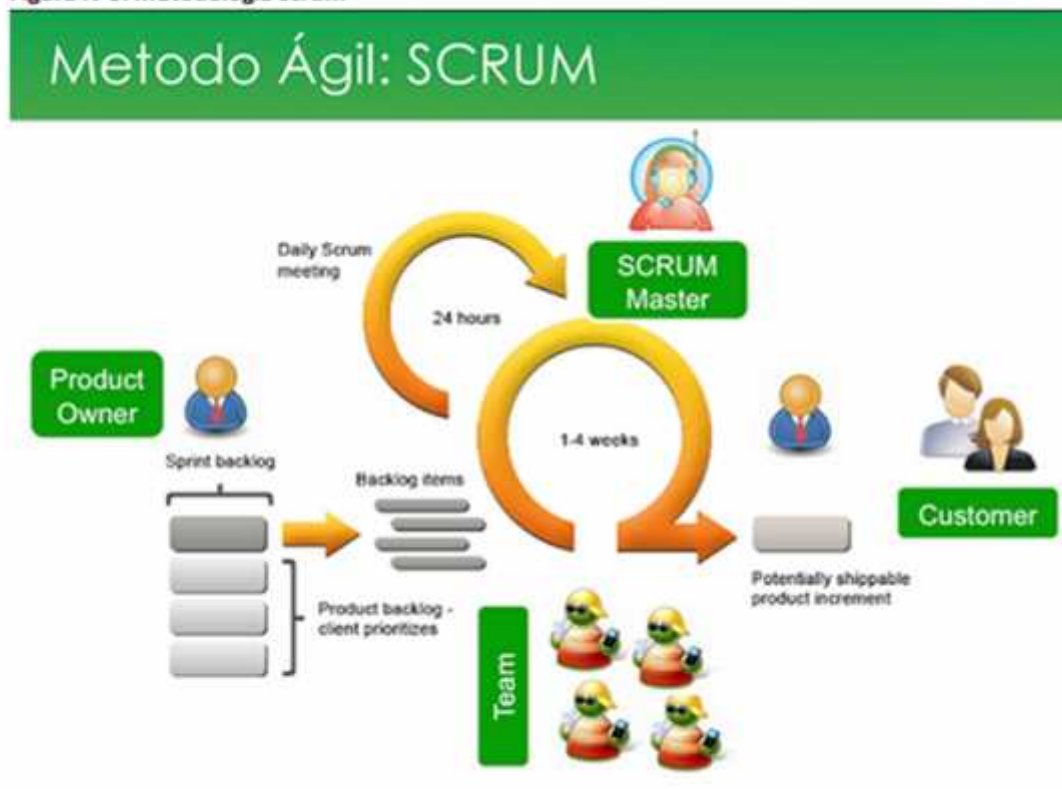 Metodo Ágil: SCRUM
Daily Scrum
meeting
24 hours
SCRUM
Master
Product
Owner
Sprint backlog
Backlog items
1-4 weeks
Customer
Product backlog -
client prioritizes
Potentially shippable
product increment
Team